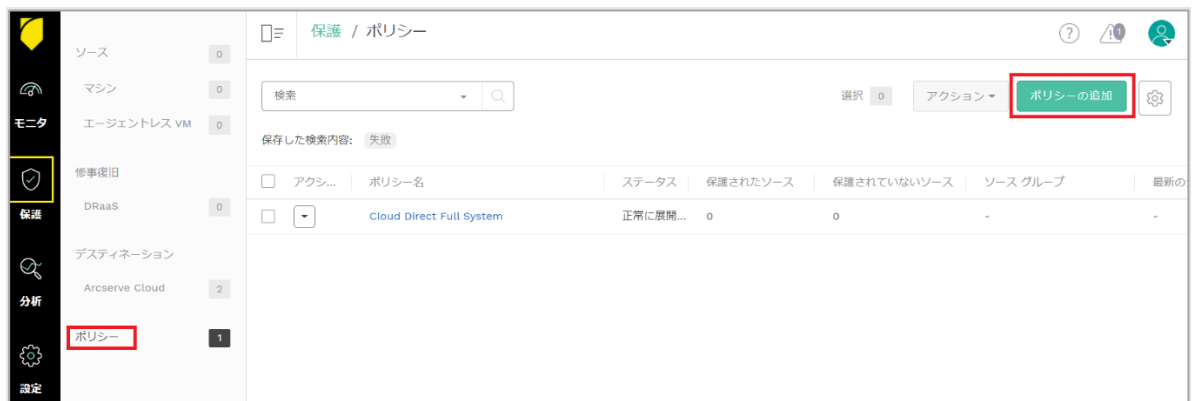 モニタ
保護
分析
設定
ソース 0
マシン 0
エージェントレス VM 0
修事復旧
DRaaS 0
デスティネーション
Arcserve Cloud 2
ポリシー 1
保護 / ポリシー
? 1
検索
選択 0 アクション ポリシーの追加
保存した検索内容: 失敗
アクシ... ポリシー名 ステータス 保護されたソース 保護されていないソース ソース グループ 最新の
Cloud Direct Full System 正常に展開... 0 0 - -